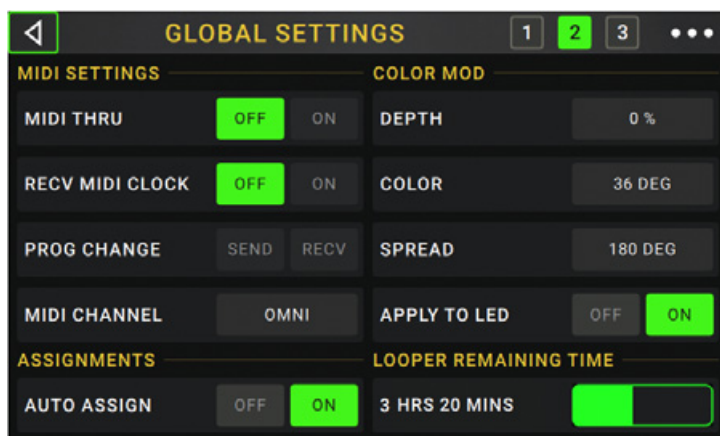 GLOBAL SETTINGS 1 2 3
MIDI SETTINGS
MIDI THRU OFF ON
RECV MIDI CLOCK OFF ON
PROG CHANGE SEND RECV
MIDI CHANNEL OMNI
ASSIGNMENTS
AUTO ASSIGN OFF ON
COLOR MOD
DEPTH 0 %
COLOR 36 DEG
SPREAD 180 DEG
APPLY TO LED OFF ON
LOOPER REMAINING TIME
3 HRS 20 MINS